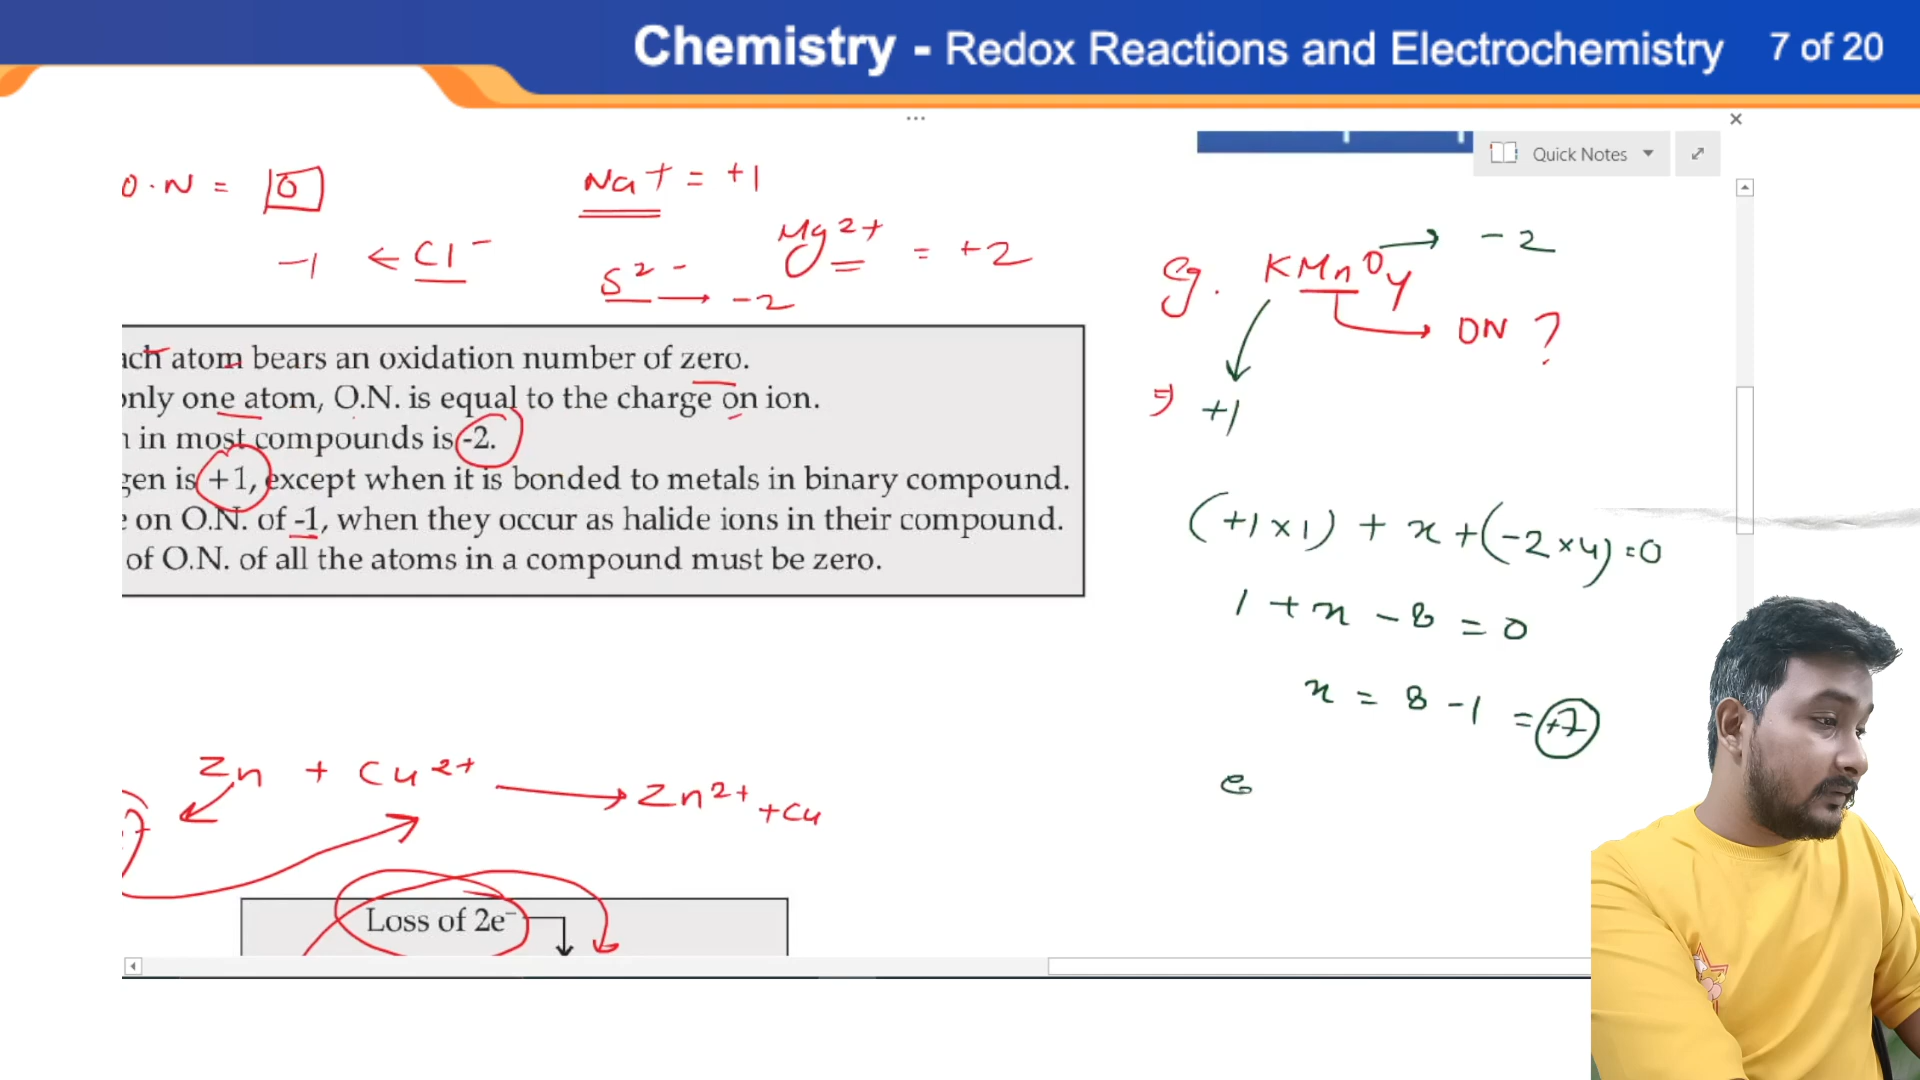 Chemistry - Redox Reactions and Electrochemistry 7 of 20
Quick Notes
O.N = 0
Na+ = +1
-1 ← Cl-
S2- → -2
Mg2+ = +2
ach atom bears an oxidation number of zero.
only one atom, O.N. is equal to the charge on ion.
n in most compounds is -2.
gen is +1, except when it is bonded to metals in binary compound.
e on O.N. of -1, when they occur as halide ions in their compound.
of O.N. of all the atoms in a compound must be zero.
Zn + Cu2+ → Zn2+ + Cu
Loss of 2e-
Eg. KMnO4 → -2
ON ?
⇒ +1
(+1×1) + x + (-2×4) = 0
1 + x - 8 = 0
x = 8 - 1 = +7